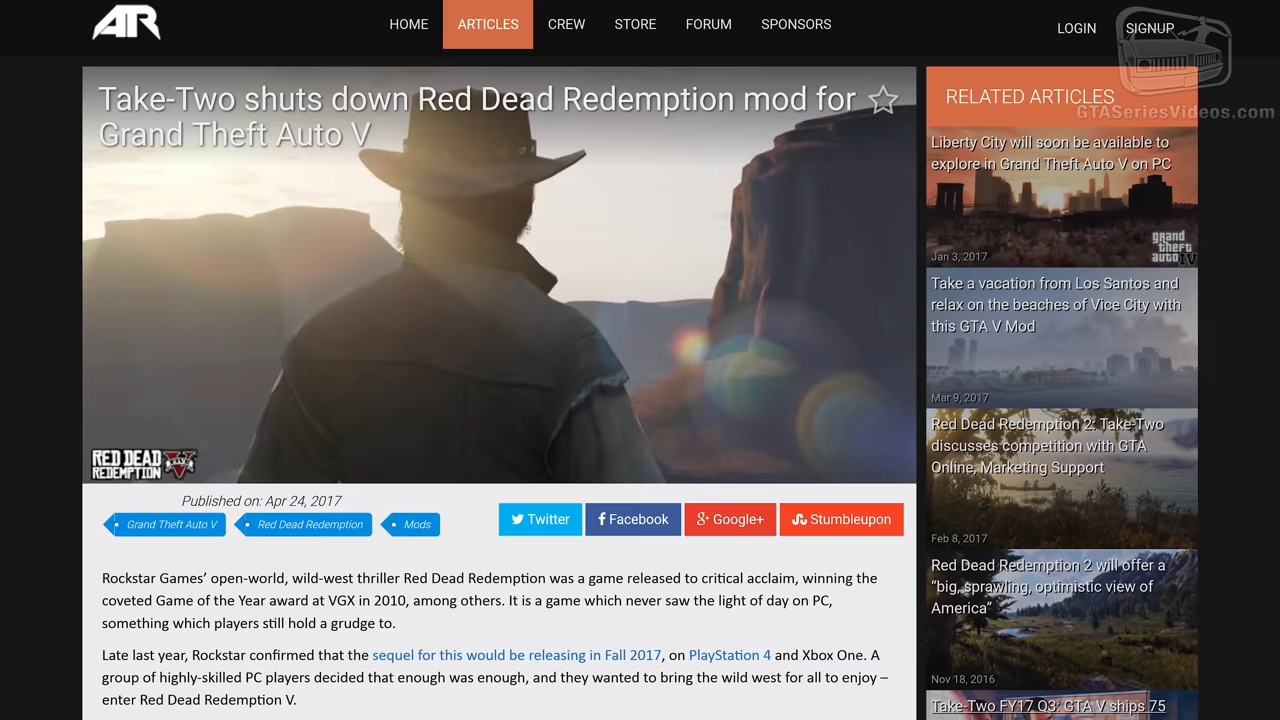 AR
HOME
ARTICLES
CREW
STORE
FORUM
SPONSORS
LOGIN
SIGNUP
GTASeriesVideos.com
Take-Two shuts down Red Dead Redemption mod for
Grand Theft Auto V
RED DEAD
REDEMPTION V
Published on: Apr 24, 2017
Grand Theft Auto V
Red Dead Redemption
Mods
Twitter
Facebook
Google+
Stumbleupon
Rockstar Games’ open-world, wild-west thriller Red Dead Redemption was a game released to critical acclaim, winning the
coveted Game of the Year award at VGX in 2010, among others. It is a game which never saw the light of day on PC,
something which players still hold a grudge to.
Late last year, Rockstar confirmed that the sequel for this would be releasing in Fall 2017, on PlayStation 4 and Xbox One. A
group of highly-skilled PC players decided that enough was enough, and they wanted to bring the wild west for all to enjoy –
enter Red Dead Redemption V.
RELATED ARTICLES
Liberty City will soon be available to
explore in Grand Theft Auto V on PC
grand
theft
auto IV
Jan 3, 2017
Take a vacation from Los Santos and
relax on the beaches of Vice City with
this GTA V Mod
Mar 9, 2017
Red Dead Redemption 2: Take-Two
discusses competition with GTA
Online, Marketing Support
Feb 8, 2017
Red Dead Redemption 2 will offer a
“big, sprawling, optimistic view of
America”
Nov 18, 2016
Take-Two FY17 Q3: GTA V ships 75